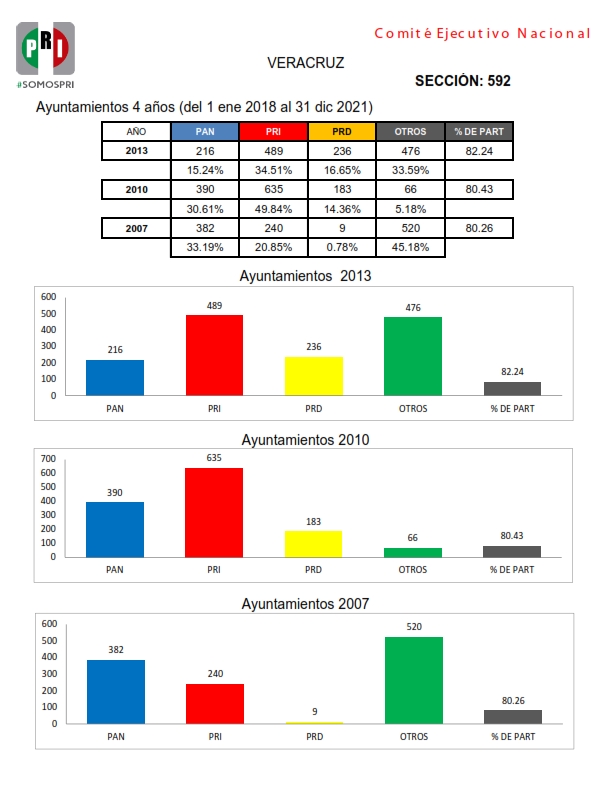 Comité Ejecutivo Nacional
PRI
#SOMOSPRI
VERACRUZ
SECCIÓN: 592
Ayuntamientos 4 años (del 1 ene 2018 al 31 dic 2021)
AÑO PAN PRI PRD OTROS % DE PART
2013 216 489 236 476 82.24
15.24% 34.51% 16.65% 33.59%
2010 390 635 183 66 80.43
30.61% 49.84% 14.36% 5.18%
2007 382 240 9 520 80.26
33.19% 20.85% 0.78% 45.18%
Ayuntamientos 2013
600
500
400
300
200
100
0
216 489 236 476 82.24
PAN PRI PRD OTROS % DE PART
Ayuntamientos 2010
700
600
500
400
300
200
100
0
390 635 183 66 80.43
PAN PRI PRD OTROS % DE PART
Ayuntamientos 2007
600
500
400
300
200
100
0
382 240 9 520 80.26
PAN PRI PRD OTROS % DE PART